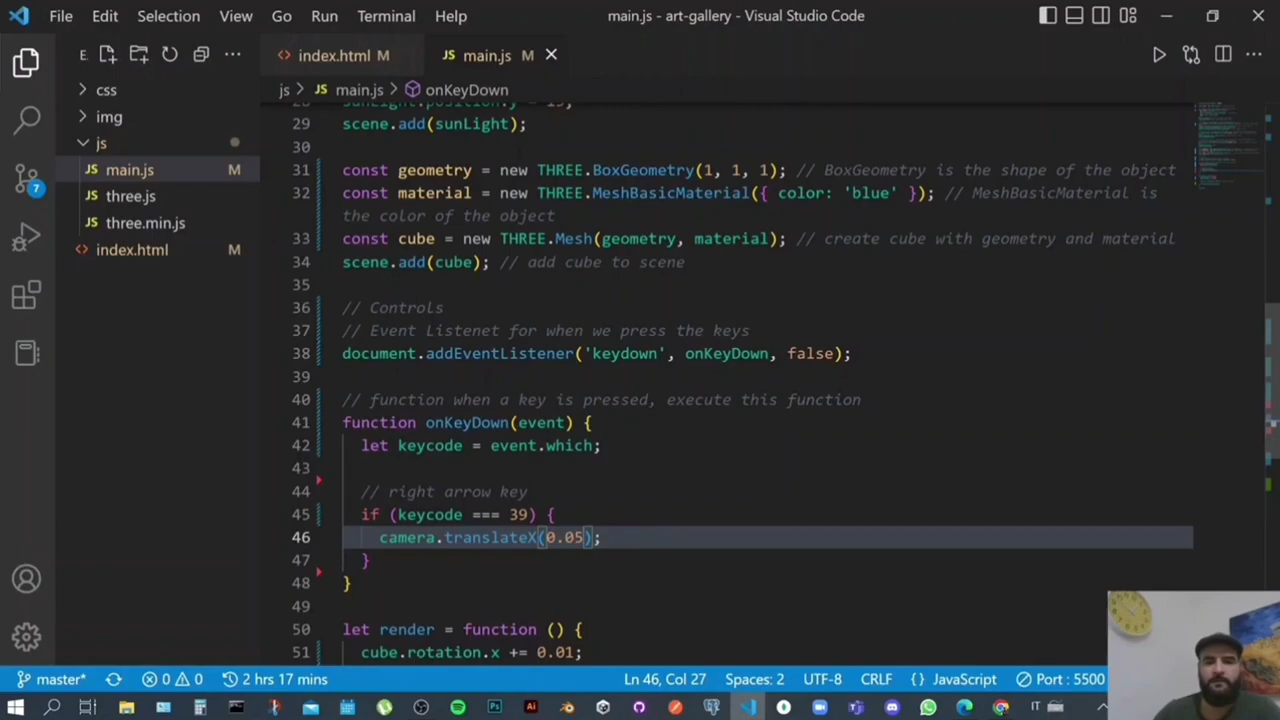 File Edit Selection View Go Run Terminal Help
main.js - art-gallery - Visual Studio Code
E. ...
index.html M
main.js M
css
img
js
main.js M
three.js
three.min.js
index.html M
7
js > main.js > onKeyDown
28 sunLight.position.y = 15;
29 scene.add(sunLight);
30
31 const geometry = new THREE.BoxGeometry(1, 1, 1); // BoxGeometry is the shape of the object
32 const material = new THREE.MeshBasicMaterial({ color: 'blue' }); // MeshBasicMaterial is
the color of the object
33 const cube = new THREE.Mesh(geometry, material); // create cube with geometry and material
34 scene.add(cube); // add cube to scene
35
36 // Controls
37 // Event Listenet for when we press the keys
38 document.addEventListener('keydown', onKeyDown, false);
39
40 // function when a key is pressed, execute this function
41 function onKeyDown(event) {
42 let keycode = event.which;
43
44 // right arrow key
45 if (keycode === 39) {
46 camera.translateX(0.05);
47 }
48 }
49
50 let render = function () {
51 cube.rotation.x += 0.01;
master* 0 0 2 hrs 17 mins Ln 46, Col 27 Spaces: 2 UTF-8 CRLF {} JavaScript Port : 5500
IT